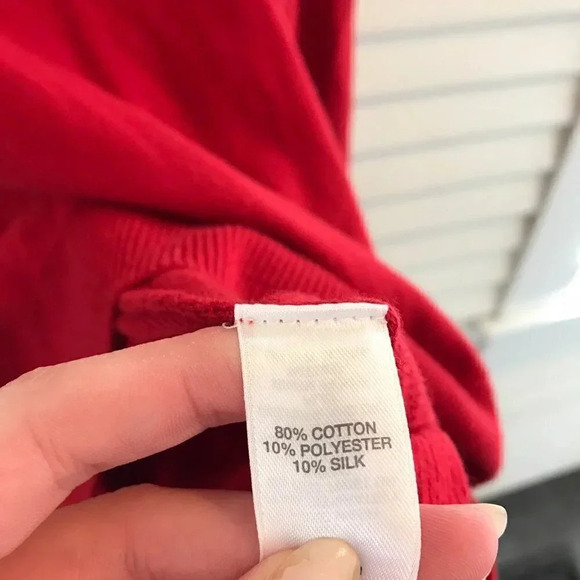 80% COTTON
10% POLYESTER
10% SILK